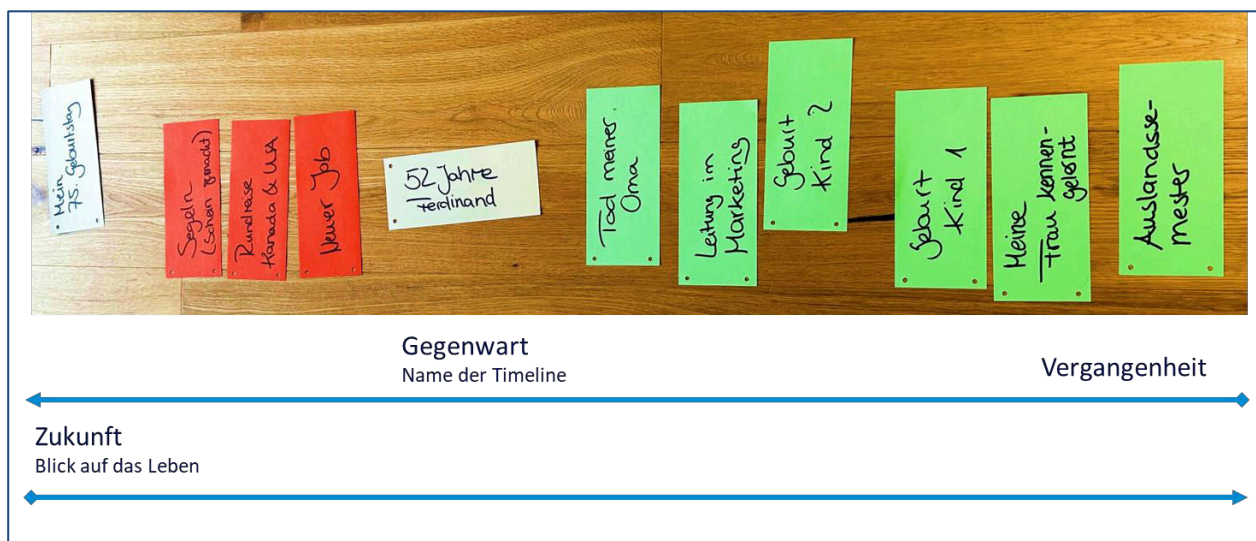 Mein
75. Geburtstag
Segeln
(schein gemacht)
Rundreise
Kanada & USA
Neuer Job
52 Jahre
Ferdinand
Tod meiner
Oma
Leitung im
Marketing
Geburt
Kind 2
Geburt
Kind 1
Meine
Frau kennen-
gelernt
Auslandsse-
mester
Gegenwart
Name der Timeline
Vergangenheit
Zukunft
Blick auf das Leben